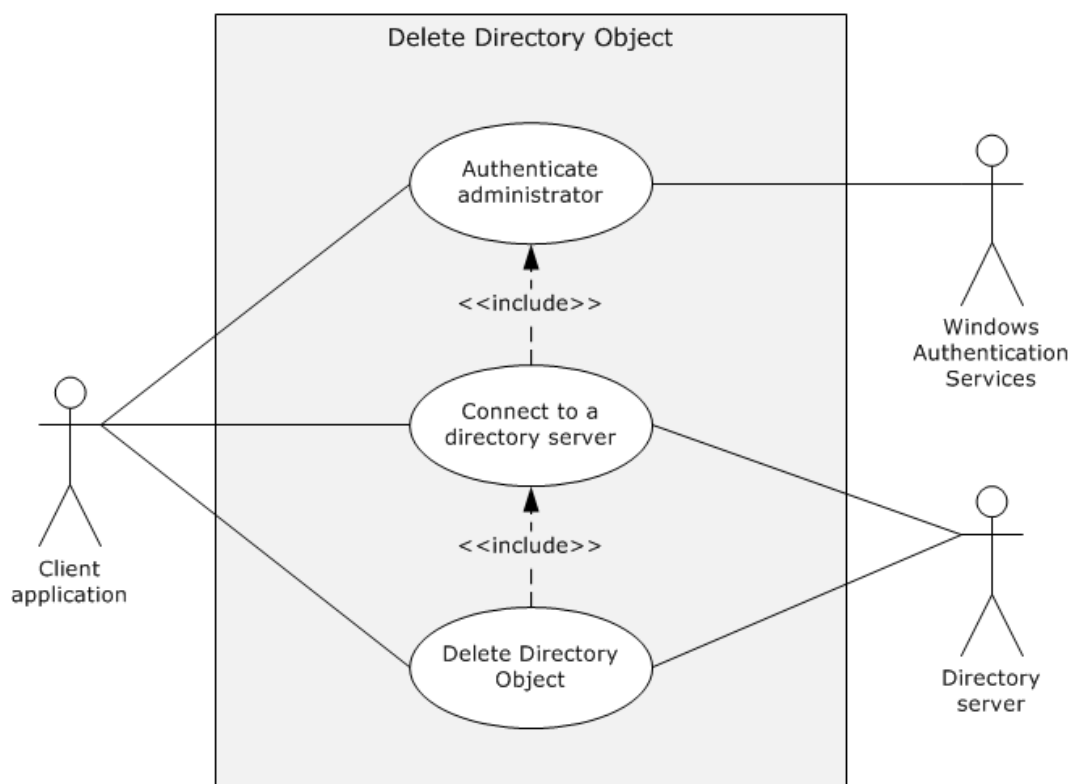 Delete Directory Object
Authenticate
administrator
<<include>>
Windows
Authentication
Services
Connect to a
directory server
<<include>>
Client
application
Delete Directory
Object
Directory
server